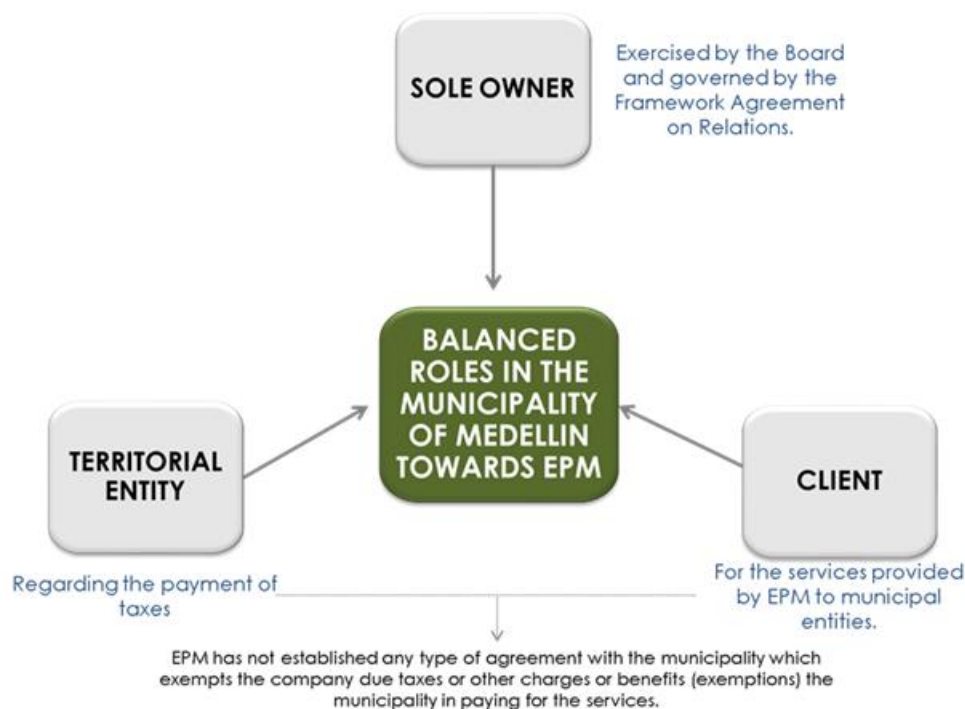 SOLE OWNER
Exercised by the Board
and governed by the
Framework Agreement
on Relations.
BALANCED
ROLES IN THE
MUNICIPALITY
OF MEDELLIN
TOWARDS EPM
TERRITORIAL
ENTITY
CLIENT
Regarding the payment of
taxes
For the services provided
by EPM to municipal
entities.
EPM has not established any type of agreement with the municipality which
exempts the company due taxes or other charges or benefits (exemptions) the
municipality in paying for the services.